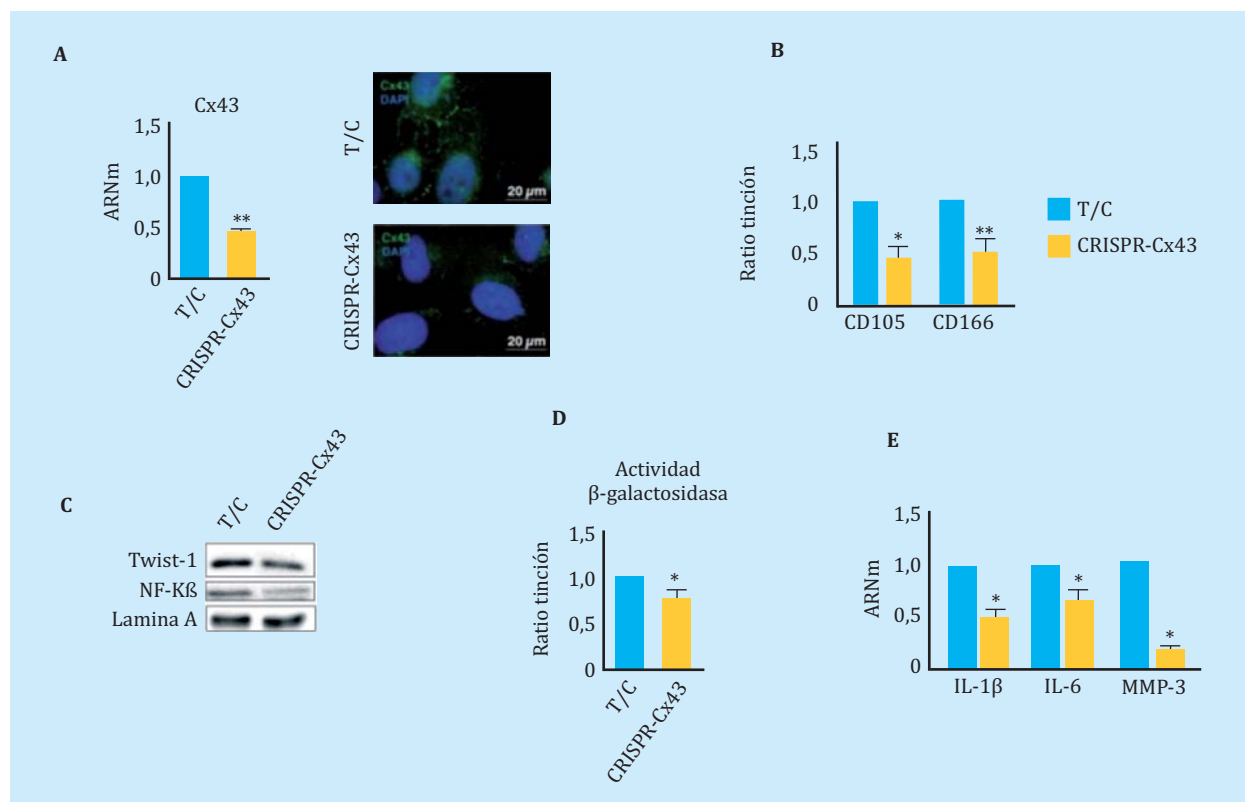 A
Cx43
ARNm
1,5
1,0
0,5
0
**
T/C
CRISPR-Cx43
T/C
Cx43
DAPI
20 µm
CRISPR-Cx43
Cx43
DAPI
20 µm
B
Ratio tinción
1,5
1,0
0,5
0
*
**
CD105 CD166
T/C
CRISPR-Cx43
C
T/C
CRISPR-Cx43
Twist-1
NF-Kß
Lamina A
D
Actividad
β-galactosidasa
Ratio tinción
1,5
1,0
0,5
0
*
T/C
CRISPR-Cx43
E
ARNm
1,5
1,0
0,5
0
*
*
*
IL-1β IL-6 MMP-3